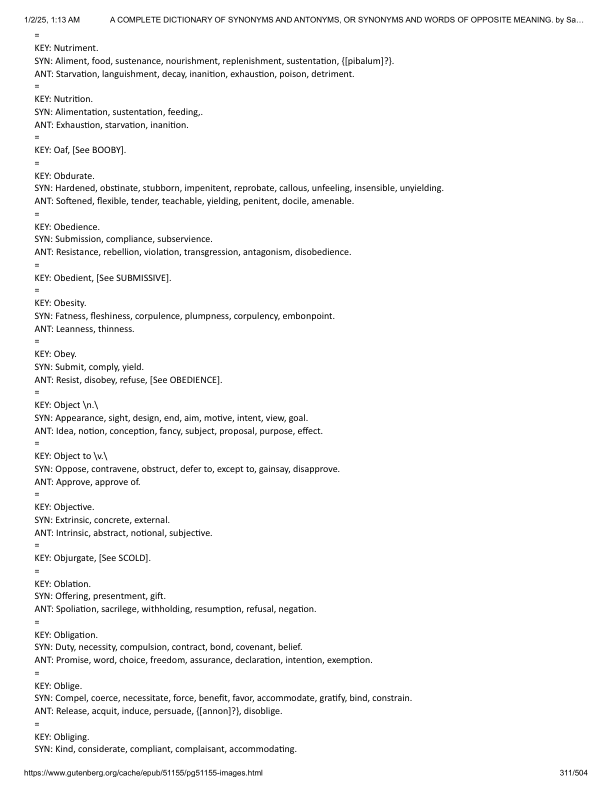 1/2/25, 1:13 AM A COMPLETE DICTIONARY OF SYNONYMS AND ANTONYMS, OR SYNONYMS AND WORDS OF OPPOSITE MEANING. by Sa…
=
KEY: Nutriment.
SYN: Aliment, food, sustenance, nourishment, replenishment, sustentation, {[pibalum]?}.
ANT: Starvation, languishment, decay, inanition, exhaustion, poison, detriment.
=
KEY: Nutrition.
SYN: Alimentation, sustentation, feeding,.
ANT: Exhaustion, starvation, inanition.
=
KEY: Oaf, [See BOOBY].
=
KEY: Obdurate.
SYN: Hardened, obstinate, stubborn, impenitent, reprobate, callous, unfeeling, insensible, unyielding.
ANT: Softened, flexible, tender, teachable, yielding, penitent, docile, amenable.
=
KEY: Obedience.
SYN: Submission, compliance, subservience.
ANT: Resistance, rebellion, violation, transgression, antagonism, disobedience.
=
KEY: Obedient, [See SUBMISSIVE].
=
KEY: Obesity.
SYN: Fatness, fleshiness, corpulence, plumpness, corpulency, embonpoint.
ANT: Leanness, thinness.
=
KEY: Obey.
SYN: Submit, comply, yield.
ANT: Resist, disobey, refuse, [See OBEDIENCE].
=
KEY: Object \n.\
SYN: Appearance, sight, design, end, aim, motive, intent, view, goal.
ANT: Idea, notion, conception, fancy, subject, proposal, purpose, effect.
=
KEY: Object to \v.\
SYN: Oppose, contravene, obstruct, defer to, except to, gainsay, disapprove.
ANT: Approve, approve of.
=
KEY: Objective.
SYN: Extrinsic, concrete, external.
ANT: Intrinsic, abstract, notional, subjective.
=
KEY: Objurgate, [See SCOLD].
=
KEY: Oblation.
SYN: Offering, presentment, gift.
ANT: Spoliation, sacrilege, withholding, resumption, refusal, negation.
=
KEY: Obligation.
SYN: Duty, necessity, compulsion, contract, bond, covenant, belief.
ANT: Promise, word, choice, freedom, assurance, declaration, intention, exemption.
=
KEY: Oblige.
SYN: Compel, coerce, necessitate, force, benefit, favor, accommodate, gratify, bind, constrain.
ANT: Release, acquit, induce, persuade, {[annon]?}, disoblige.
=
KEY: Obliging.
SYN: Kind, considerate, compliant, complaisant, accommodating.
https://www.gutenberg.org/cache/epub/51155/pg51155-images.html 311/504